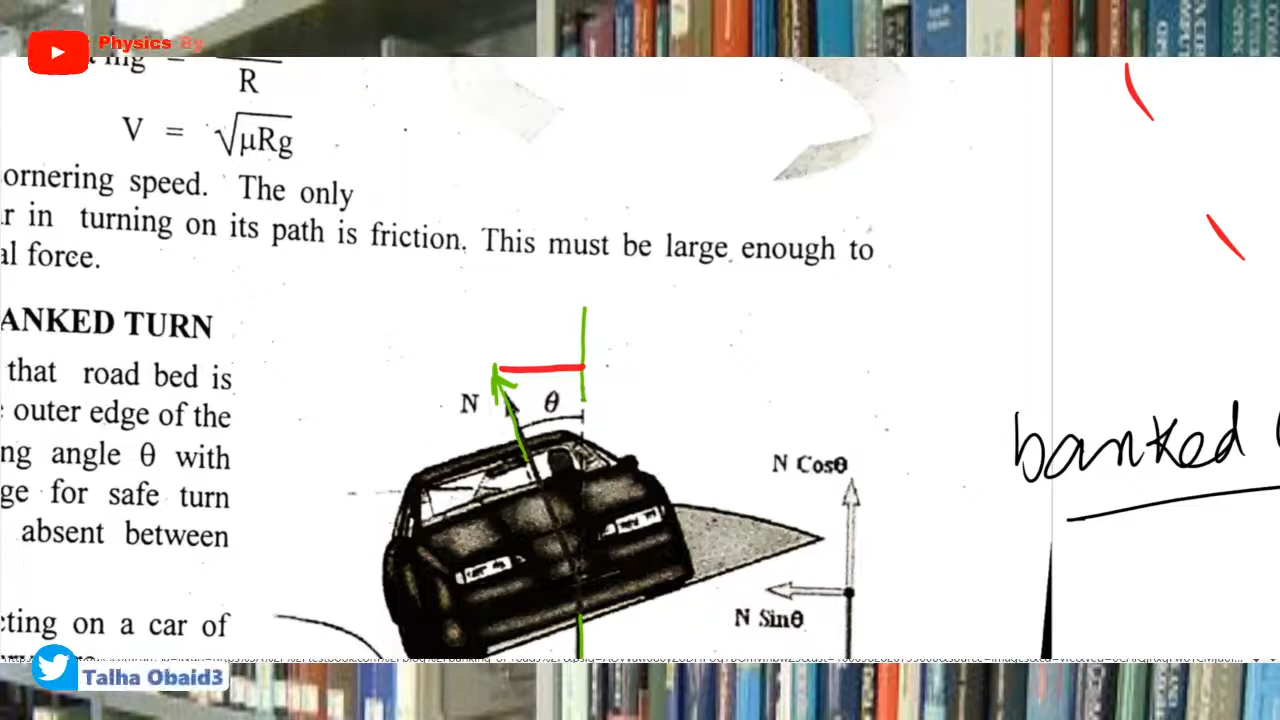 Physics By
mg =
R
V = √μRg
ornering speed. The only
r in turning on its path is friction. This must be large enough to
al force.
ANKED TURN
that road bed is
outer edge of the
ng angle θ with
ge for safe turn
absent between
cting on a car of
N θ
N Cosθ
N Sinθ
banked
Talha Obaid3